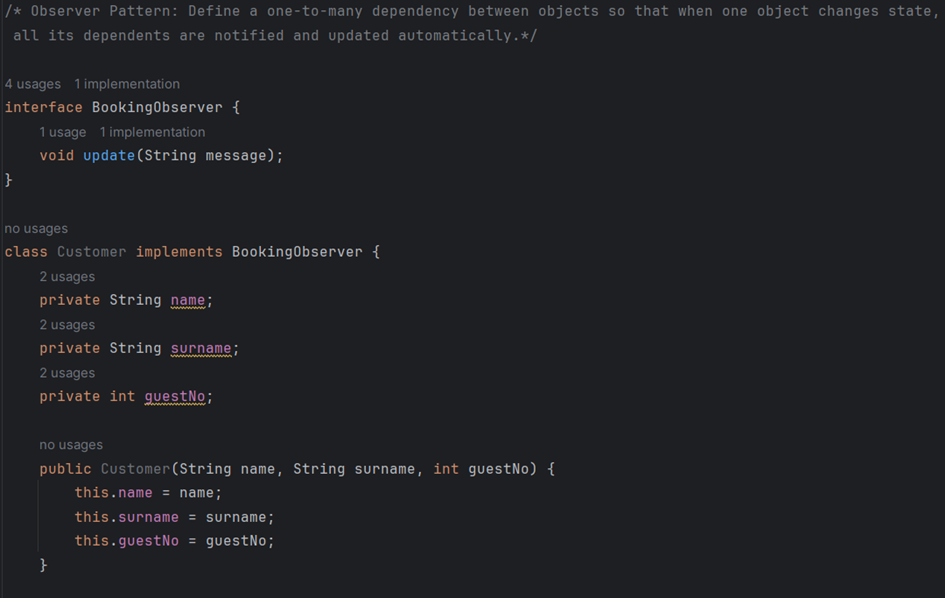 /* Observer Pattern: Define a one-to-many dependency between objects so that when one object changes state,
all its dependents are notified and updated automatically.*/
4 usages   1 implementation
interface BookingObserver {
1 usage   1 implementation
void update(String message);
}
no usages
class Customer implements BookingObserver {
2 usages
private String name;
2 usages
private String surname;
2 usages
private int guestNo;
no usages
public Customer(String name, String surname, int guestNo) {
this.name = name;
this.surname = surname;
this.guestNo = guestNo;
}